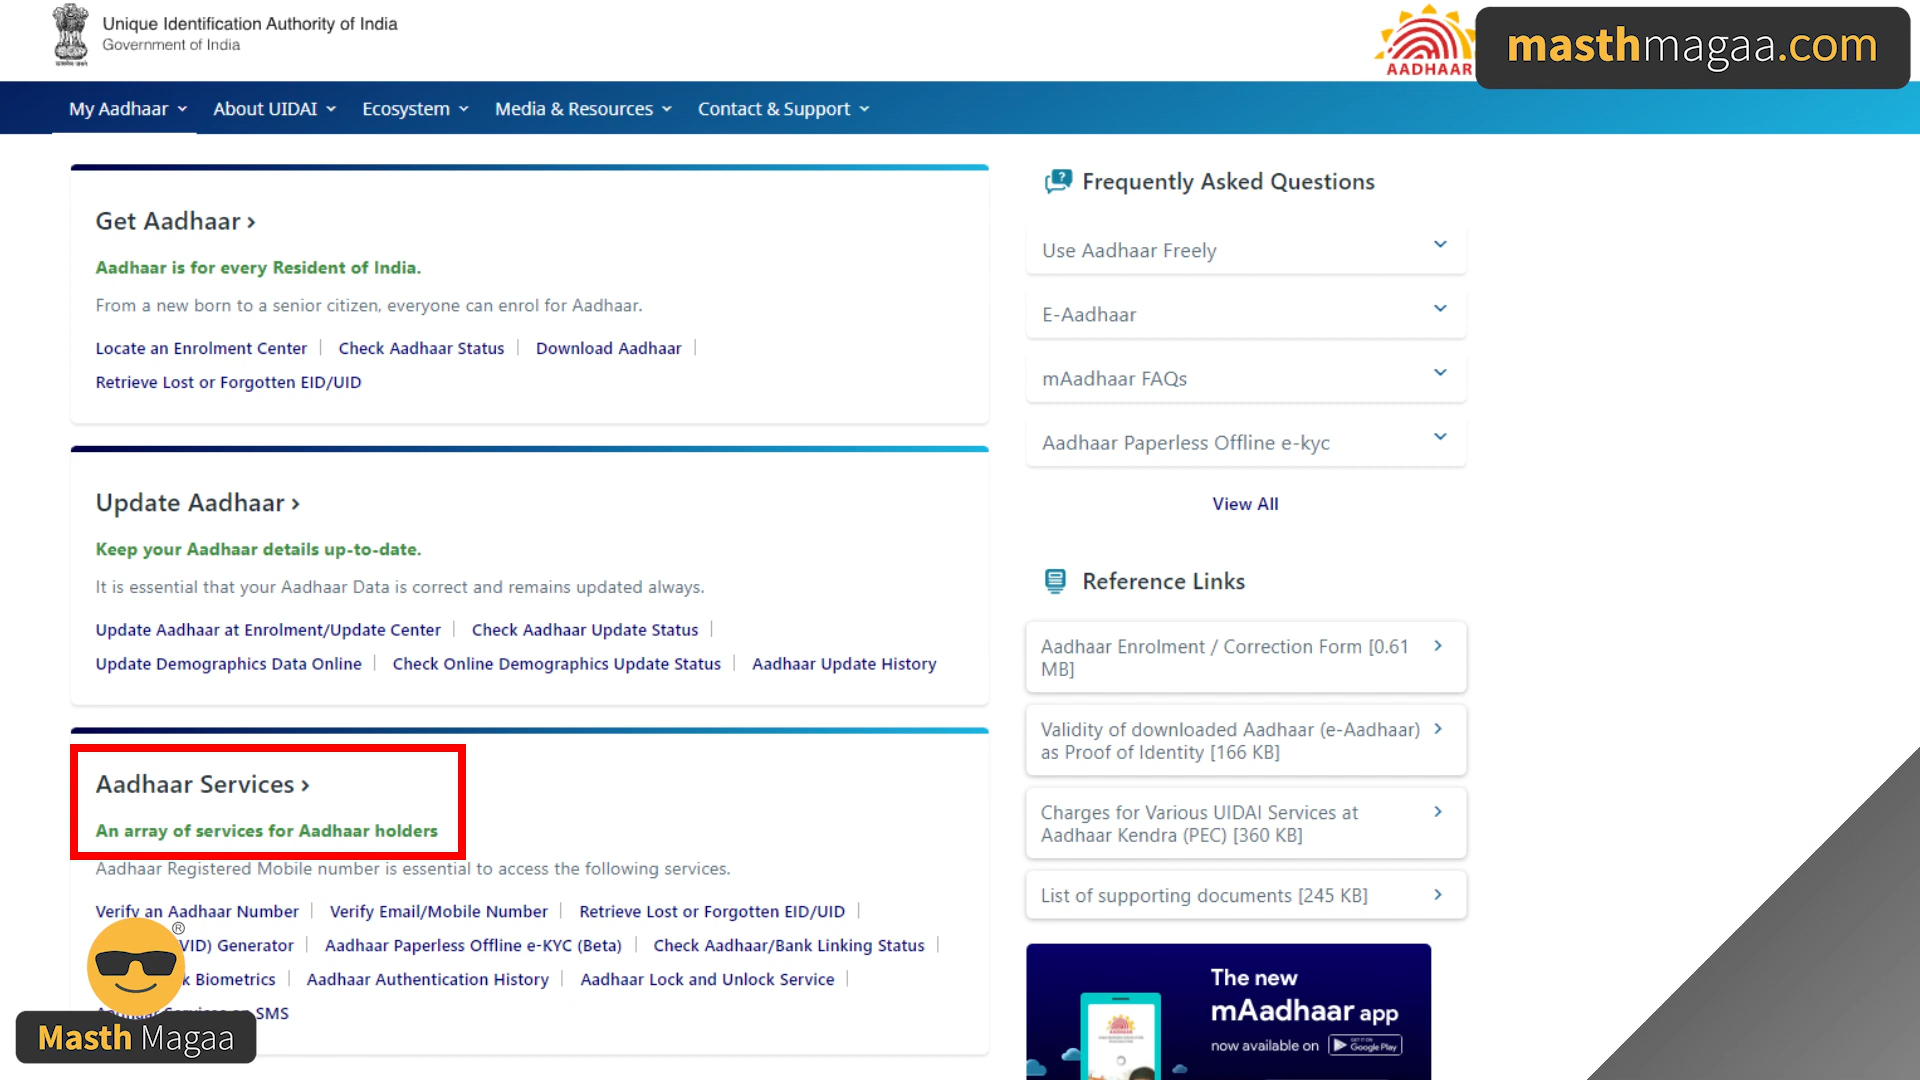 Unique Identification Authority of India
Government of India
AADHAAR
masthmagaa.com
My Aadhaar
About UIDAI
Ecosystem
Media & Resources
Contact & Support
Get Aadhaar ›
Aadhaar is for every Resident of India.
From a new born to a senior citizen, everyone can enrol for Aadhaar.
Locate an Enrolment Center | Check Aadhaar Status | Download Aadhaar |
Retrieve Lost or Forgotten EID/UID
Update Aadhaar ›
Keep your Aadhaar details up-to-date.
It is essential that your Aadhaar Data is correct and remains updated always.
Update Aadhaar at Enrolment/Update Center | Check Aadhaar Update Status |
Update Demographics Data Online | Check Online Demographics Update Status | Aadhaar Update History
Aadhaar Services ›
An array of services for Aadhaar holders
Aadhaar Registered Mobile number is essential to access the following services.
Verify an Aadhaar Number | Verify Email/Mobile Number | Retrieve Lost or Forgotten EID/UID |
VID) Generator | Aadhaar Paperless Offline e-KYC (Beta) | Check Aadhaar/Bank Linking Status |
Biometrics | Aadhaar Authentication History | Aadhaar Lock and Unlock Service |
SMS
®
Masth Magaa
Frequently Asked Questions
Use Aadhaar Freely
E-Aadhaar
mAadhaar FAQs
Aadhaar Paperless Offline e-kyc
View All
Reference Links
Aadhaar Enrolment / Correction Form [0.61
MB]
Validity of downloaded Aadhaar (e-Aadhaar)
as Proof of Identity [166 KB]
Charges for Various UIDAI Services at
Aadhaar Kendra (PEC) [360 KB]
List of supporting documents [245 KB]
The new
mAadhaar app
now available on
GET IT ON
Google Play
AADHAAR